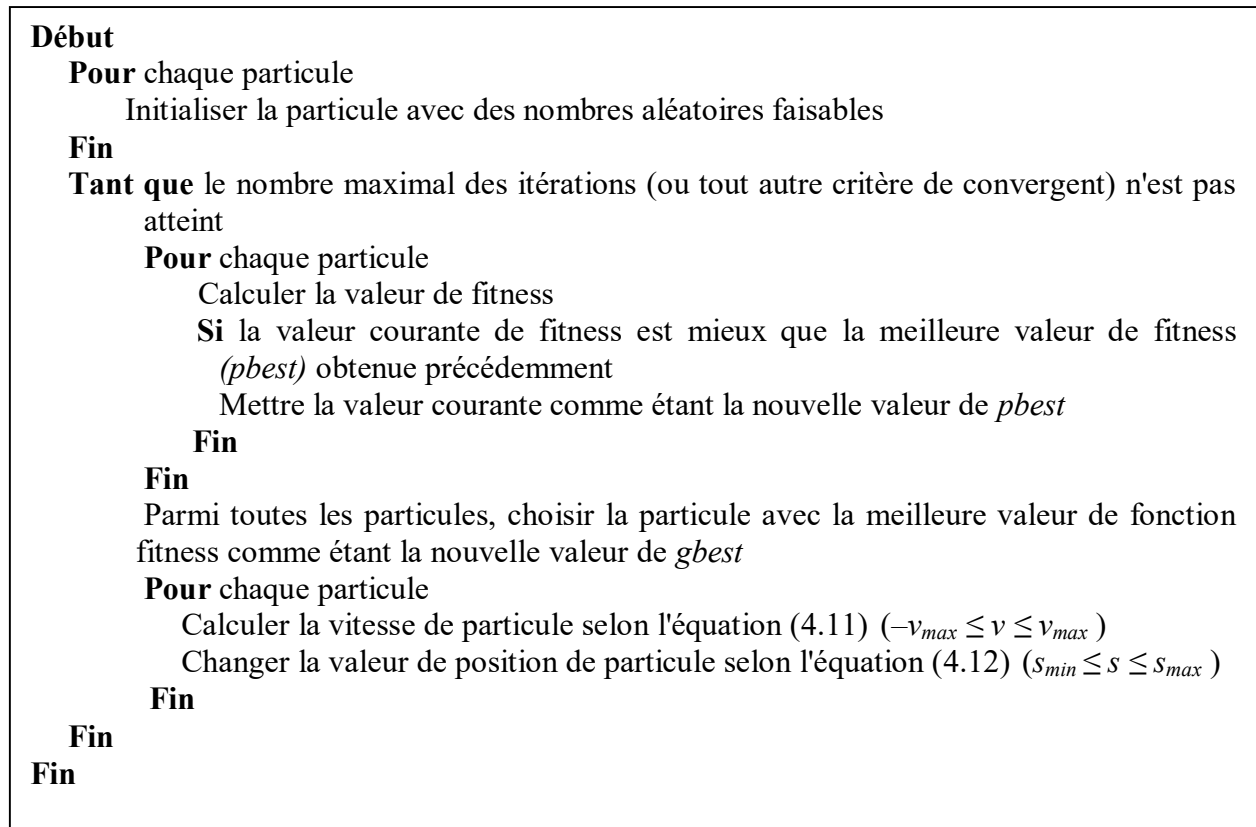 Début
Pour chaque particule
Initialiser la particule avec des nombres aléatoires faisables
Fin
Tant que le nombre maximal des itérations (ou tout autre critère de convergent) n'est pas
atteint
Pour chaque particule
Calculer la valeur de fitness
Si la valeur courante de fitness est mieux que la meilleure valeur de fitness
(pbest) obtenue précédemment
Mettre la valeur courante comme étant la nouvelle valeur de pbest
Fin
Fin
Parmi toutes les particules, choisir la particule avec la meilleure valeur de fonction
fitness comme étant la nouvelle valeur de gbest
Pour chaque particule
Calculer la vitesse de particule selon l'équation (4.11) (–vmax ≤ v ≤ vmax )
Changer la valeur de position de particule selon l'équation (4.12) (smin ≤ s ≤ smax )
Fin
Fin
Fin